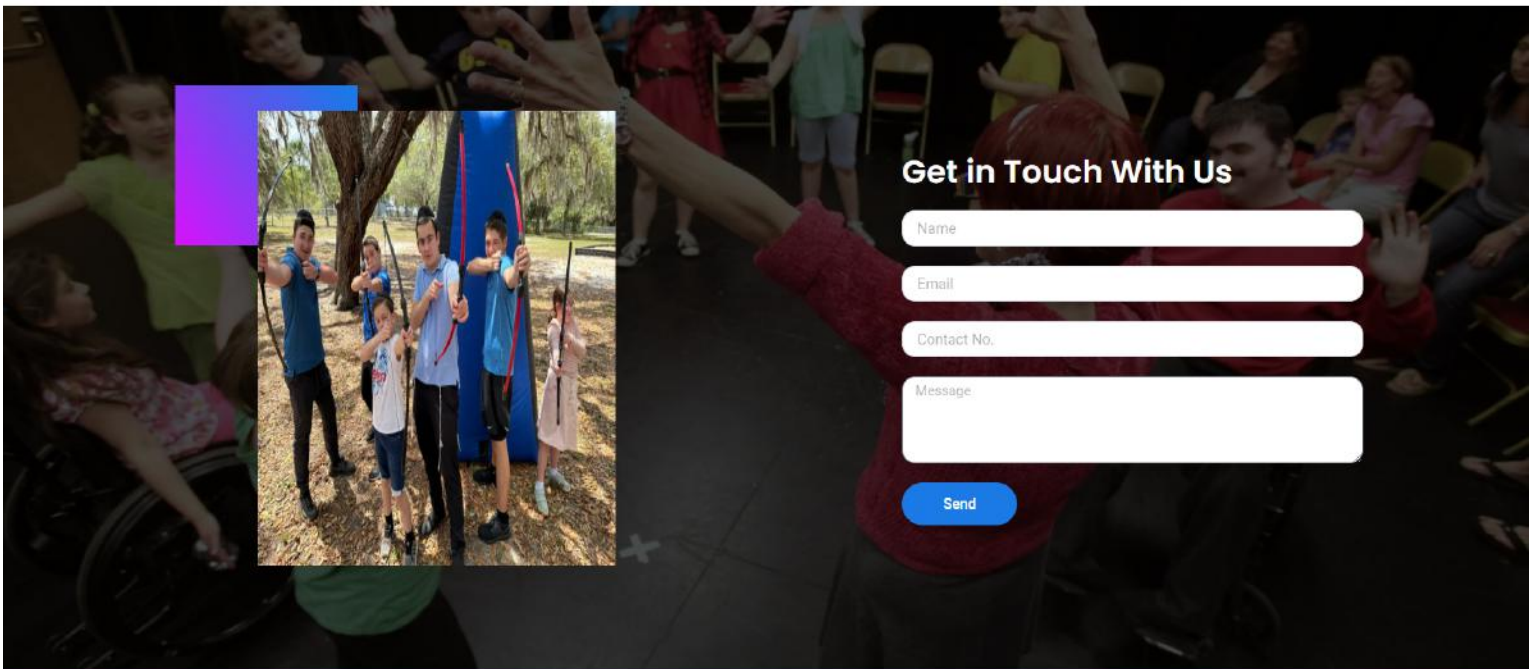 Get in Touch With Us
Name
Email
Contact No.
Message
Send